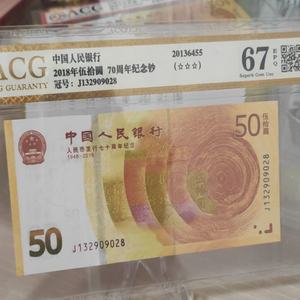 ACG
NG GUARANTY
中国人民银行
2018年伍拾圆 70周年纪念钞
冠号: J132909028
20136455
(☆☆☆)
67 EPQ
Superb Gem Unc
中国人民银行
人民币发行七十周年纪念
1948-2018
50 伍拾圆
50
J132909028